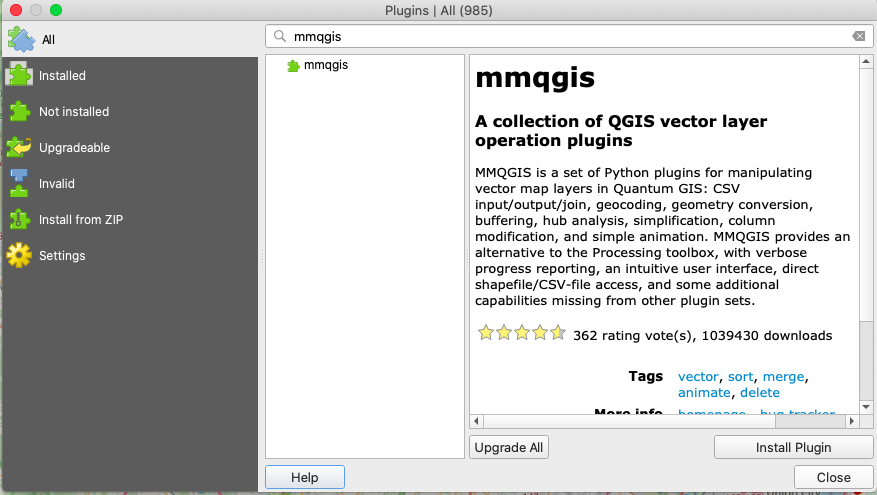 Plugins | All (985)
All
mmqgis
Installed
Not installed
Upgradeable
Invalid
Install from ZIP
Settings
mmqgis
mmqgis
A collection of QGIS vector layer
operation plugins
MMQGIS is a set of Python plugins for manipulating
vector map layers in Quantum GIS: CSV
input/output/join, geocoding, geometry conversion,
buffering, hub analysis, simplification, column
modification, and simple animation. MMQGIS provides an
alternative to the Processing toolbox, with verbose
progress reporting, an intuitive user interface, direct
shapefile/CSV-file access, and some additional
capabilities missing from other plugin sets.
362 rating vote(s), 1039430 downloads
Tags vector, sort, merge,
animate, delete
More info homepage bug tracker
Upgrade All
Install Plugin
Help
Close